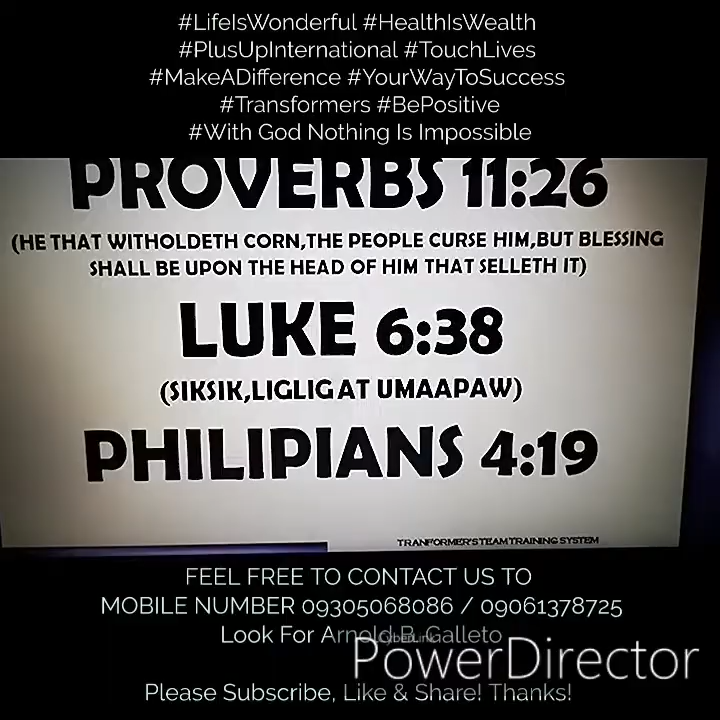 #LifeIsWonderful #HealthIsWealth
#PlusUpInternational #TouchLives
#MakeADifference #YourWayToSuccess
#Transformers #BePositive
#With God Nothing Is Impossible
PROVERBS 11:26
(HE THAT WITHOLDETH CORN,THE PEOPLE CURSE HIM,BUT BLESSING
SHALL BE UPON THE HEAD OF HIM THAT SELLETH IT)
LUKE 6:38
(SIKSIK,LIGLIG AT UMAAPAW)
PHILIPIANS 4:19
TRANFORMER'S TEAM TRAINING SYSTEM
FEEL FREE TO CONTACT US TO
MOBILE NUMBER 09305068086 / 09061378725
Look For Arnold B. Galleto
CyberLink
PowerDirector
Please Subscribe, Like & Share! Thanks!